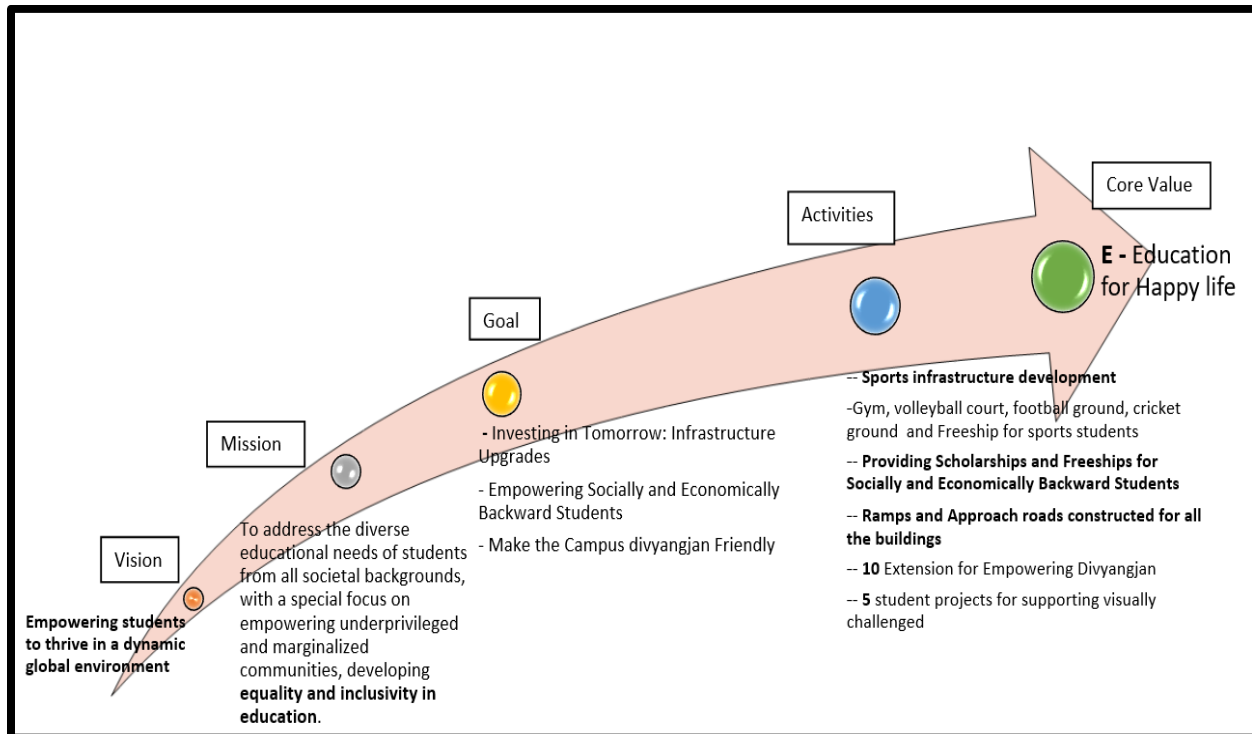 Vision
Empowering students
to thrive in a dynamic
global environment
Mission
To address the diverse
educational needs of students
from all societal backgrounds,
with a special focus on
empowering underprivileged
and marginalized
communities, developing
equality and inclusivity in
education.
Goal
- Investing in Tomorrow: Infrastructure
Upgrades
- Empowering Socially and Economically
Backward Students
- Make the Campus divyangjan Friendly
Activities
-- Sports infrastructure development
-Gym, volleyball court, football ground, cricket
ground and Freeship for sports students
-- Providing Scholarships and Freeships for
Socially and Economically Backward Students
-- Ramps and Approach roads constructed for all
the buildings
-- 10 Extension for Empowering Divyangjan
-- 5 student projects for supporting visually
challenged
Core Value
E - Education
for Happy life